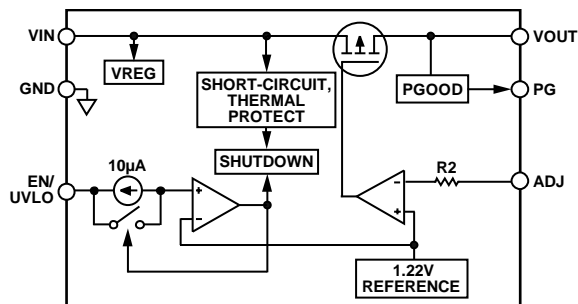 VIN
VOUT
VREG
GND
SHORT-CIRCUIT,
THERMAL
PROTECT
PGOOD
PG
10µA
SHUTDOWN
R2
EN/
UVLO
ADJ
+
–
–
+
1.22V
REFERENCE